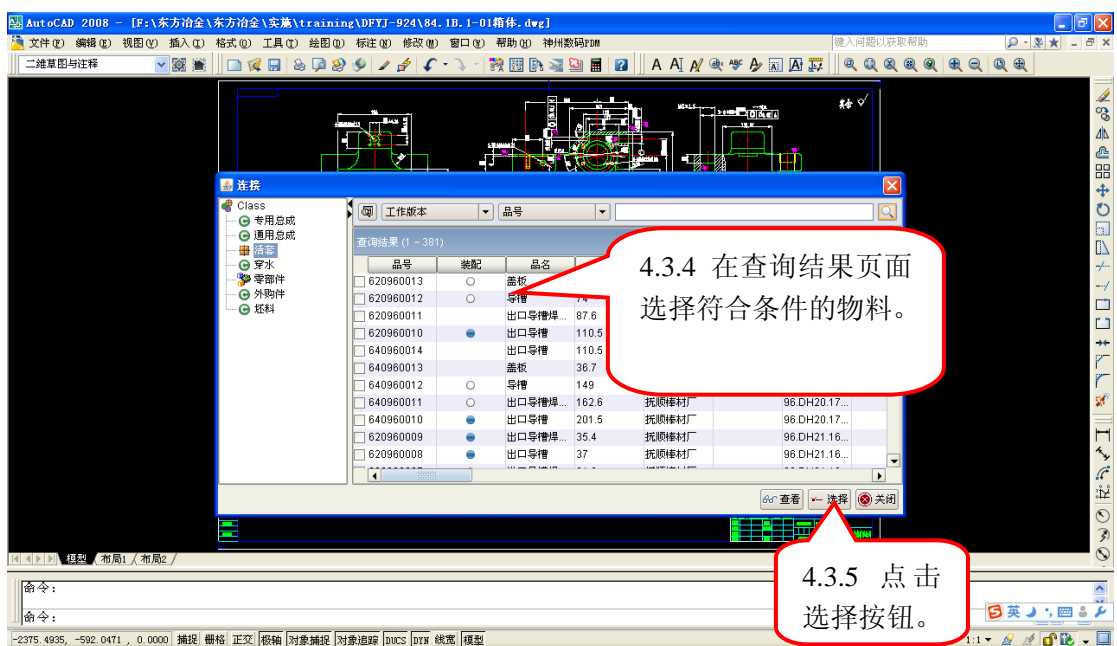 AutoCAD 2008 - [F:\东方冶金\东方冶金\实施\training\DFYJ-924\84.1B.1-01箱体.dwg]
文件(F) 编辑(E) 视图(V) 插入(I) 格式(O) 工具(T) 绘图(D) 标注(N) 修改(M) 窗口(W) 帮助(H) 神州数码PDM 键入问题以获取帮助
二维草图与注释
其余
连接
Class
专用总成
通用总成
活套
穿水
零部件
外购件
坯料
工作版本 品号
查询结果 (1 ~ 381)
品号 装配 品名
620960013 盖板
620960012 导槽 74
620960011 出口导槽焊... 87.6
620960010 出口导槽 110.5
640960014 出口导槽 110.5
640960013 盖板 36.7
640960012 导槽 149
640960011 出口导槽焊... 162.6 抚顺棒材厂 96.DH20.17...
640960010 出口导槽 201.5 抚顺棒材厂 96.DH20.17...
620960009 出口导槽焊... 35.4 抚顺棒材厂 96.DH21.16...
620960008 出口导槽 37 抚顺棒材厂 96.DH21.16...
查看 选择 关闭
4.3.4 在查询结果页面
选择符合条件的物料。
4.3.5 点击
选择按钮。
模型 布局1 布局2
命令:
命令:
英
-2375.4935, -592.0471 , 0.0000 捕捉 栅格 正交 极轴 对象捕捉 对象追踪 DUCS DYN 线宽 模型 1:1